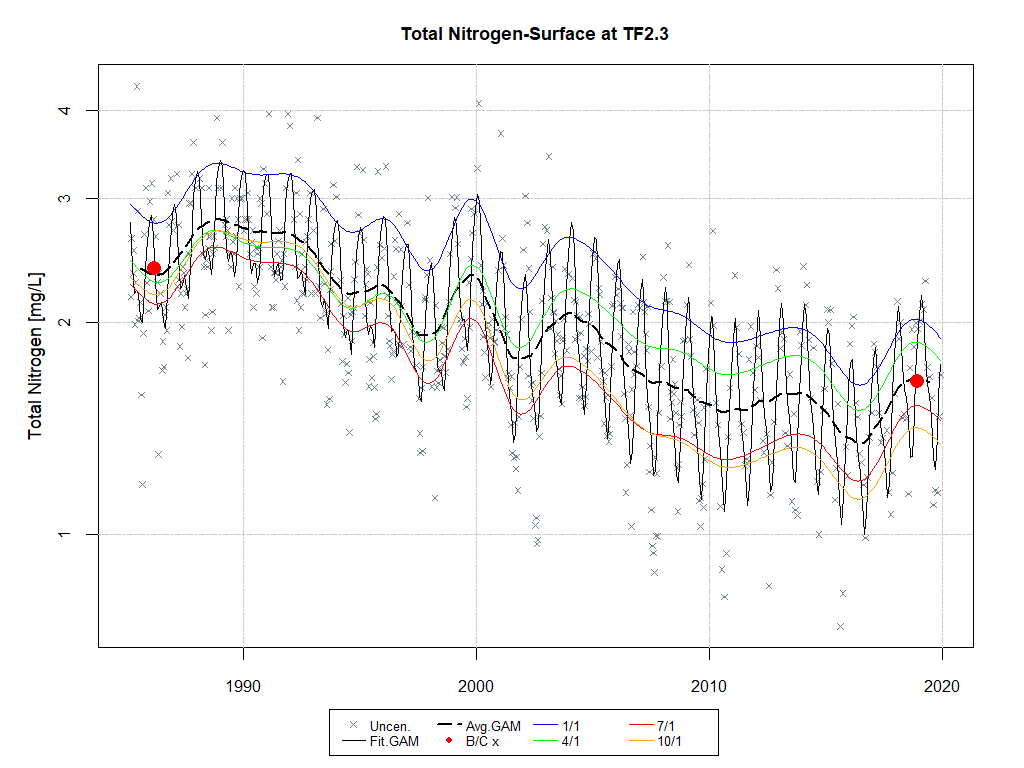 Total Nitrogen-Surface at TF2.3
Total Nitrogen [mg/L]
4
3
2
1
1990 2000 2010 2020
Uncen. Avg.GAM 1/1 7/1
Fit.GAM B/C x 4/1 10/1